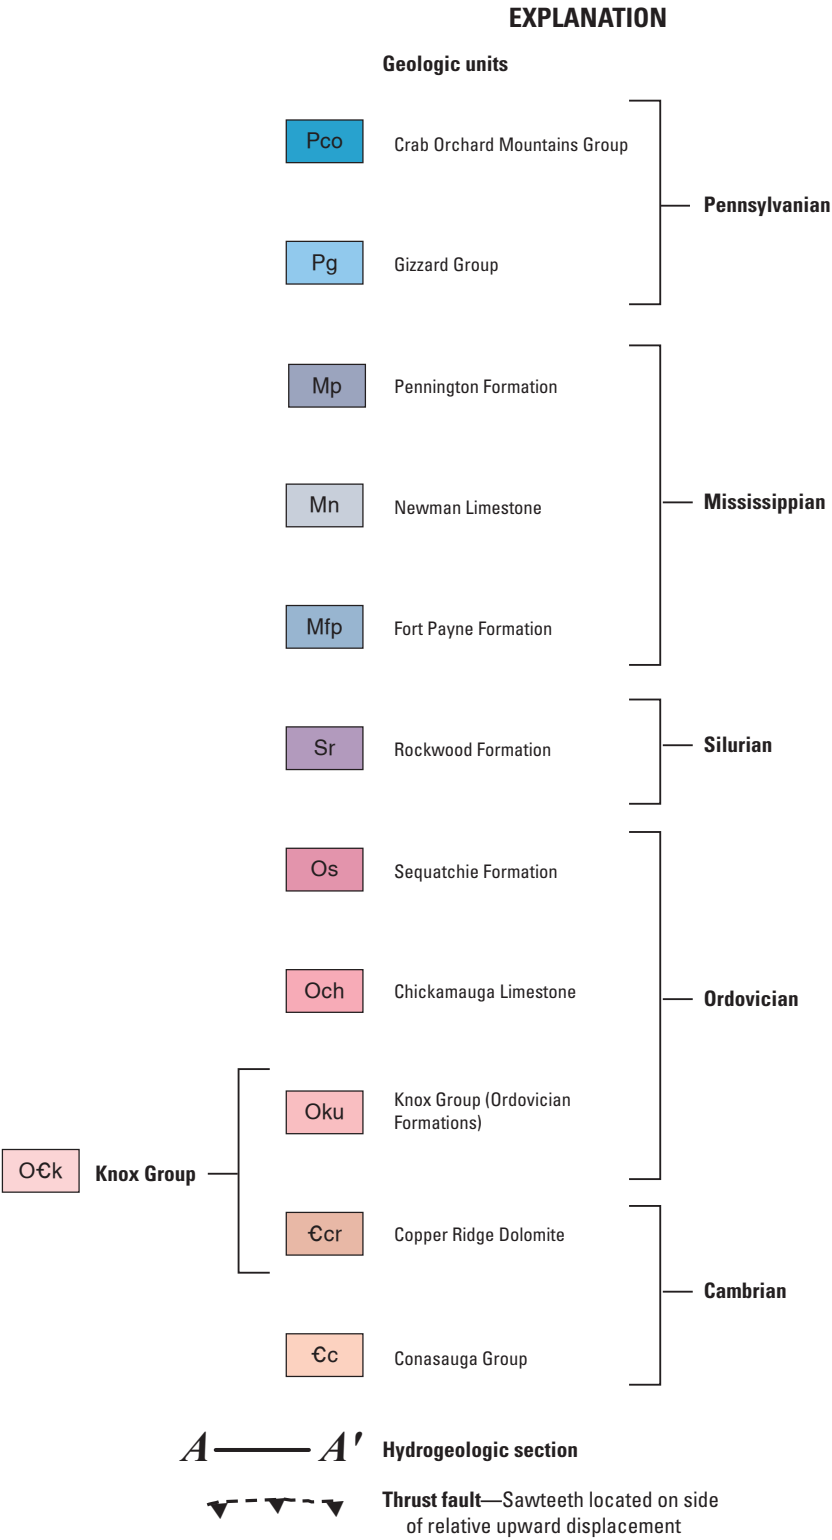 EXPLANATION
Geologic units
Pco
Crab Orchard Mountains Group
Pennsylvanian
Pg
Gizzard Group
Mp
Pennington Formation
Mn
Newman Limestone
Mississippian
Mfp
Fort Payne Formation
Sr
Rockwood Formation
Silurian
Os
Sequatchie Formation
Och
Chickamauga Limestone
Ordovician
Oku
Knox Group (Ordovician
Formations)
O€k
Knox Group
€cr
Copper Ridge Dolomite
Cambrian
€c
Conasauga Group
A A′ Hydrogeologic section
Thrust fault—Sawteeth located on side
of relative upward displacement